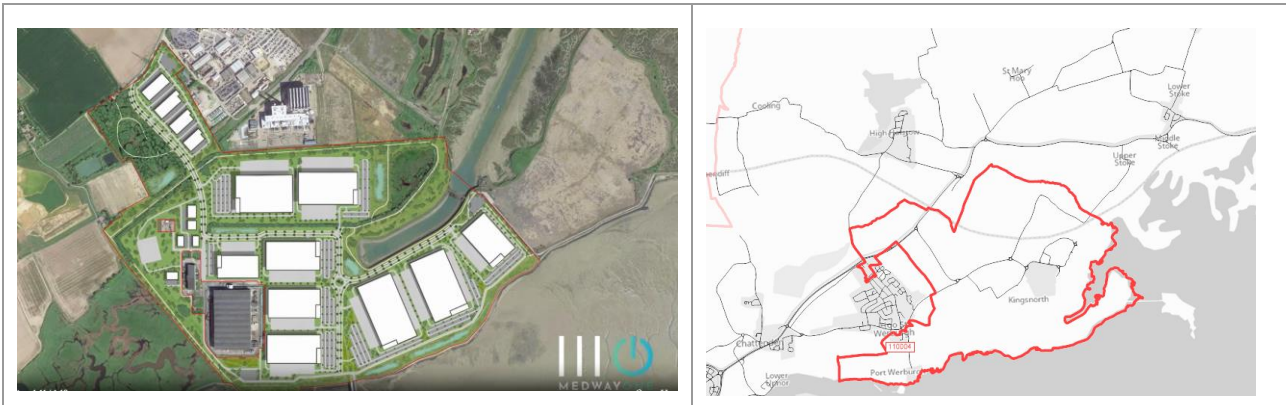 MEDWAY
Cooling
St Mary
Hoo
Lower
Stoke
High Halstow
Middle
Stoke
Upper
Stoke
Kingsnorth
110004
Chattenden
Port Werburgh
Lower
Upnor